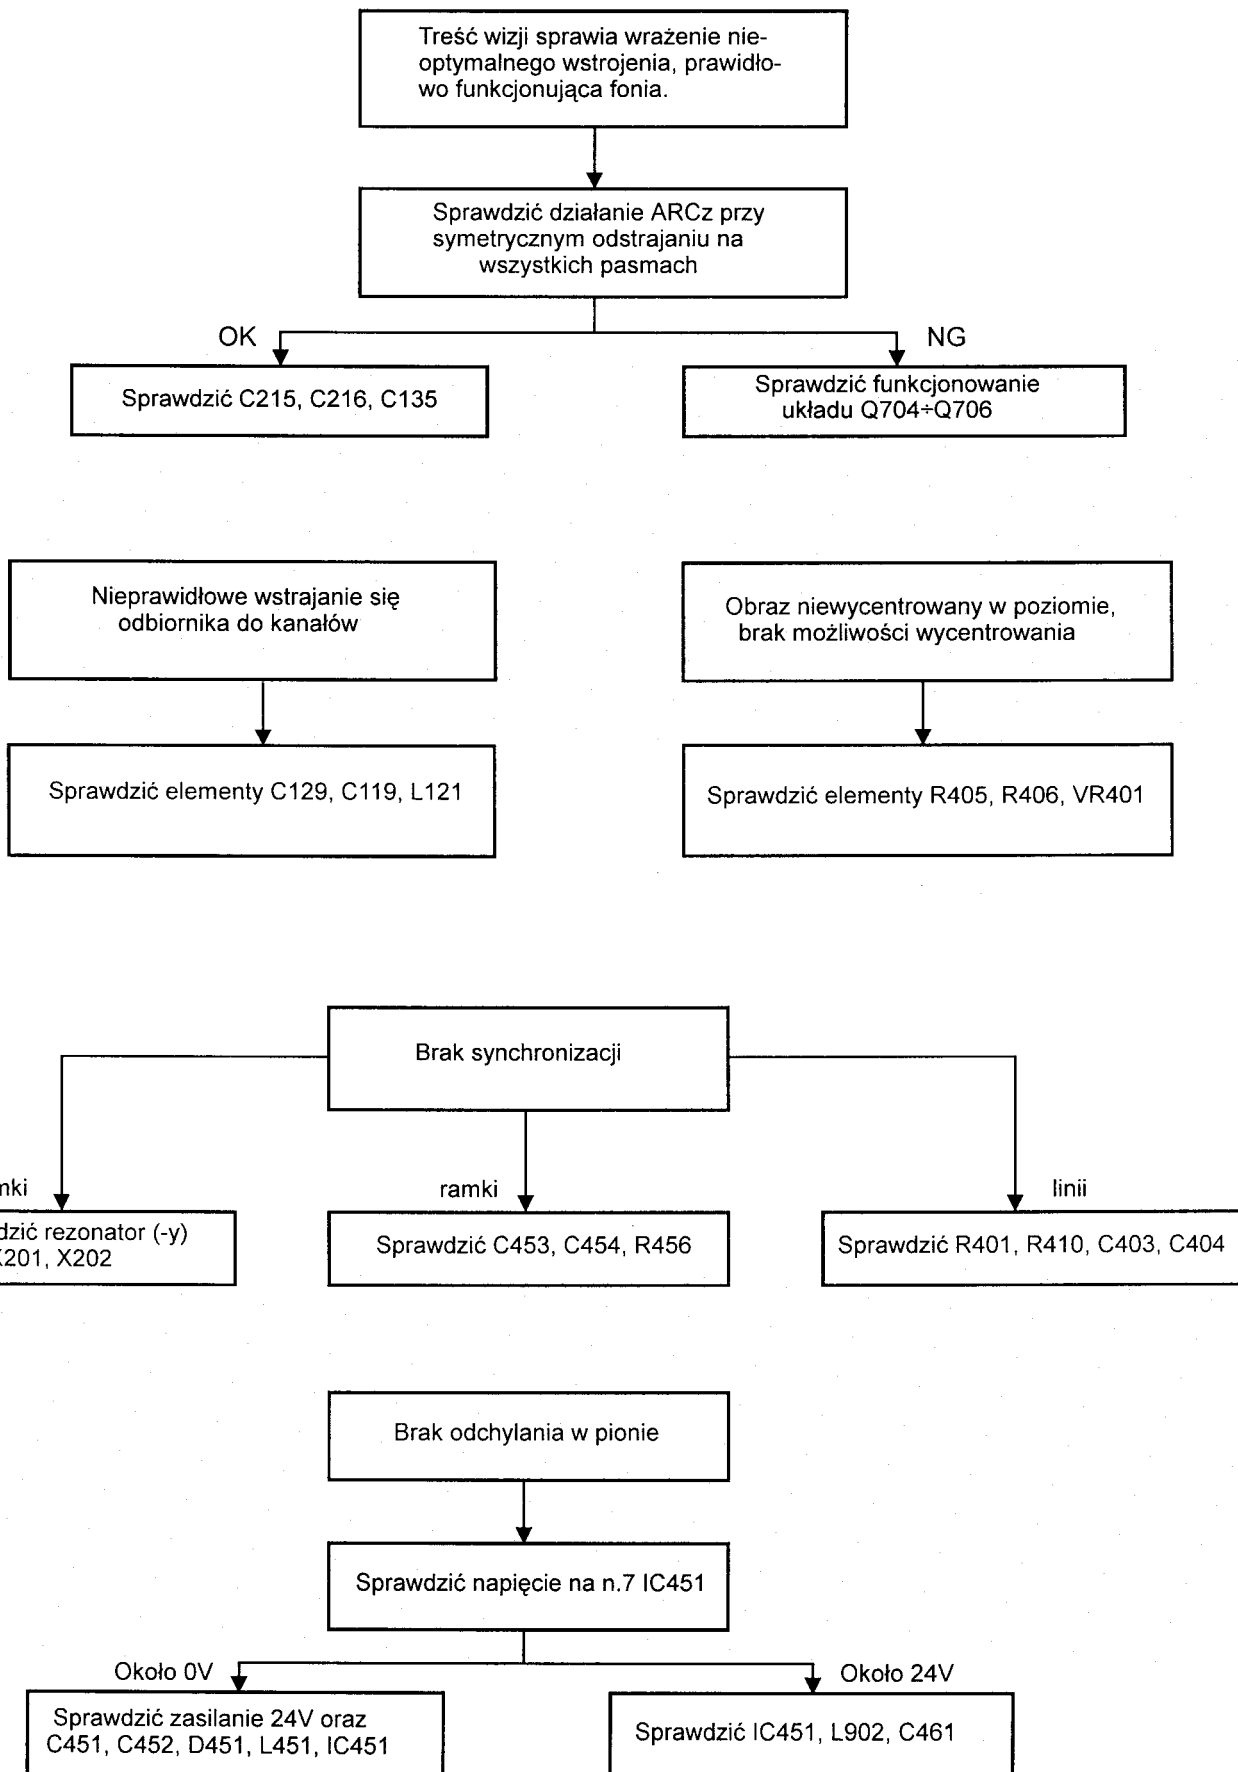 Treść wizji sprawia wrażenie nie-
optymalnego wstrojenia, prawidło-
wo funkcjonująca fonia.
Sprawdzić działanie ARCz przy
symetrycznym odstrajaniu na
wszystkich pasmach
OK
NG
Sprawdzić C215, C216, C135
Sprawdzić funkcjonowanie
układu Q704÷Q706
Nieprawidłowe wstrajanie się
odbiornika do kanałów
Obraz niewycentrowany w poziomie,
brak możliwości wycentrowania
Sprawdzić elementy C129, C119, L121
Sprawdzić elementy R405, R406, VR401
Brak synchronizacji
ramki
linii
rezonator (-y)
X202
Sprawdzić C453, C454, R456
Sprawdzić R401, R410, C403, C404
Brak odchylania w pionie
Sprawdzić napięcie na n.7 IC451
Około 0V
Około 24V
Sprawdzić zasilanie 24V oraz
C451, C452, D451, L451, IC451
Sprawdzić IC451, L902, C461